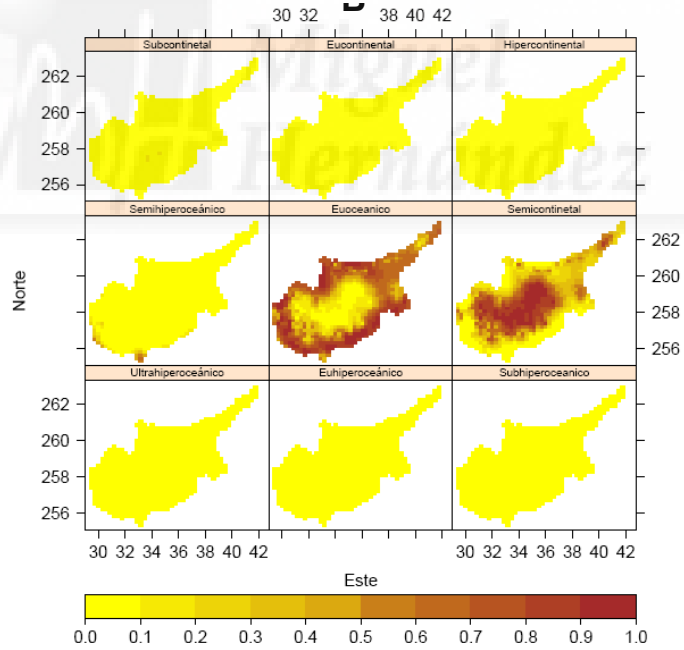 30 32 38 40 42
Subcontinetal Eucontinental Hipercontinental
Miguel
Hernández
262
260
258
256
Semihiperoceánico Euoceanico Semicontinetal
262
260
258
256
Norte
Ultrahiperoceánico Euhiperoceánico Subhiperoceanico
262
260
258
256
30 32 34 36 38 40 42 30 32 34 36 38 40 42
Este
0.0 0.1 0.2 0.3 0.4 0.5 0.6 0.7 0.8 0.9 1.0